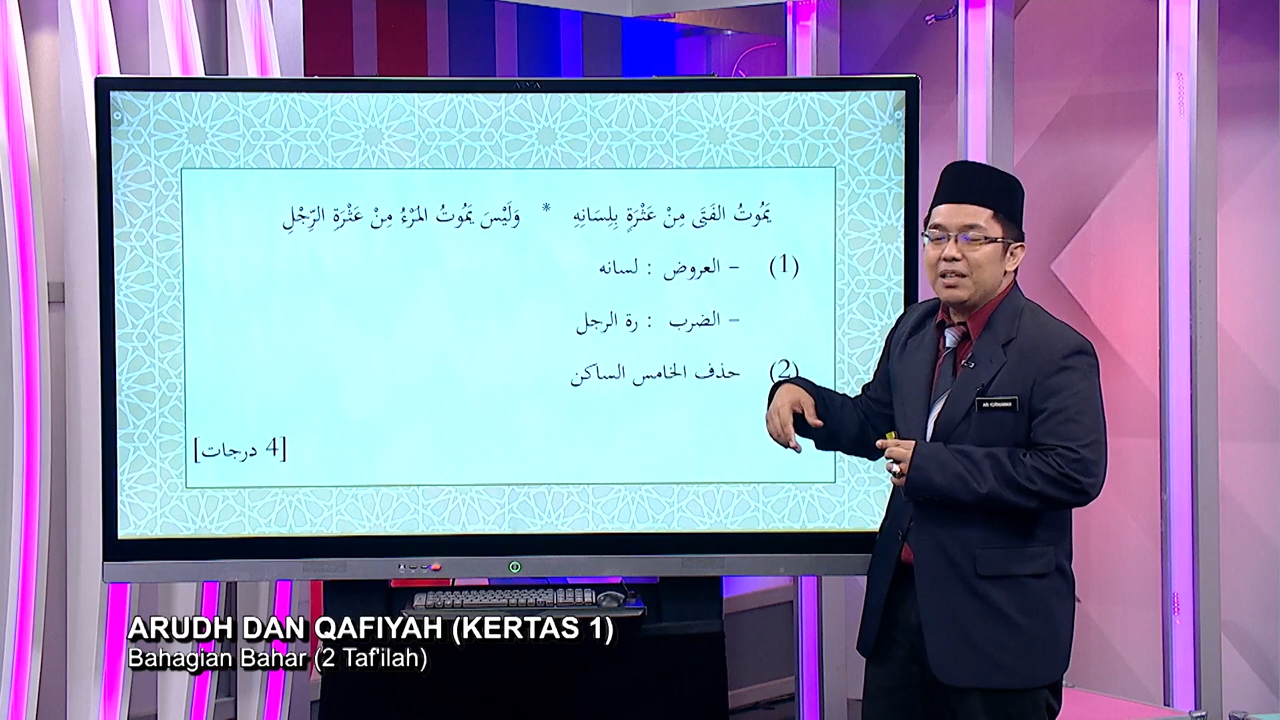 يَمُوتُ الفَتَى مِنْ عَثْرَةٍ بِلِسَانِهِ * وَلَيْسَ يَمُوتُ المَرْءُ مِنْ عَثْرَةِ الرِّجْلِ
(1) – العروض : لسانه
– الضرب : رة الرجل
(2) حذف الخامس الساكن
[4 درجات]
ARUDH DAN QAFIYAH (KERTAS 1)
Bahagian Bahar (2 Taf'ilah)